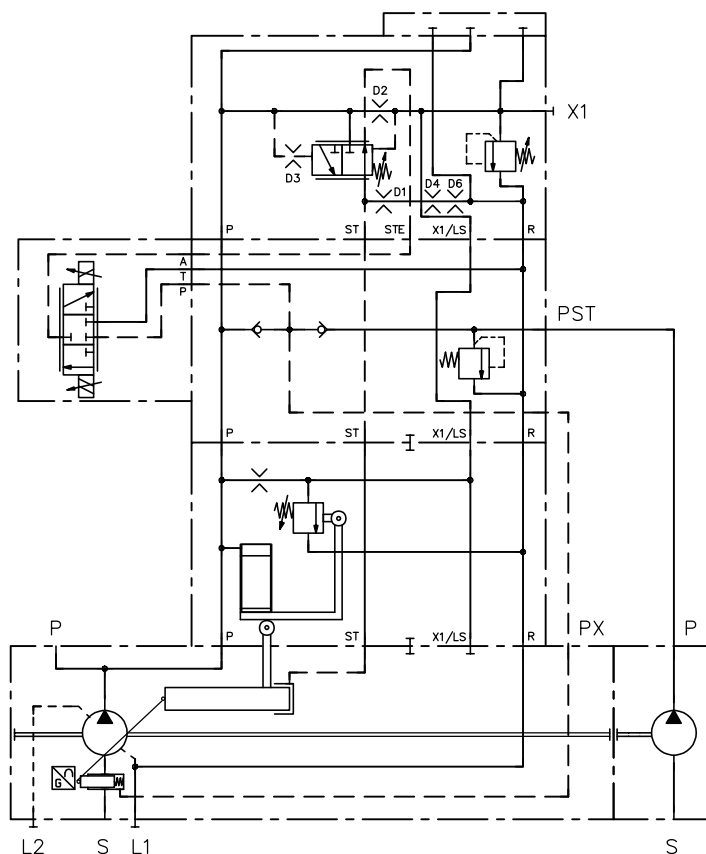 D2
X1
D3
D1 D4 D6
P ST STE X1/LS R
A
T
P
PST
P ST X1/LS R
P P ST X1/LS R PX P
G
L2 S L1 S